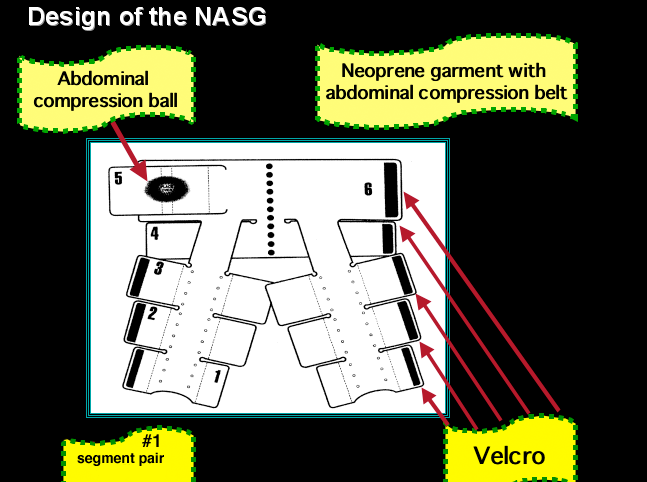 Design of the NASG
Abdominal
compression ball
Neoprene garment with
abdominal compression belt
5
6
4
3
2
1
#1
segment pair
Velcro